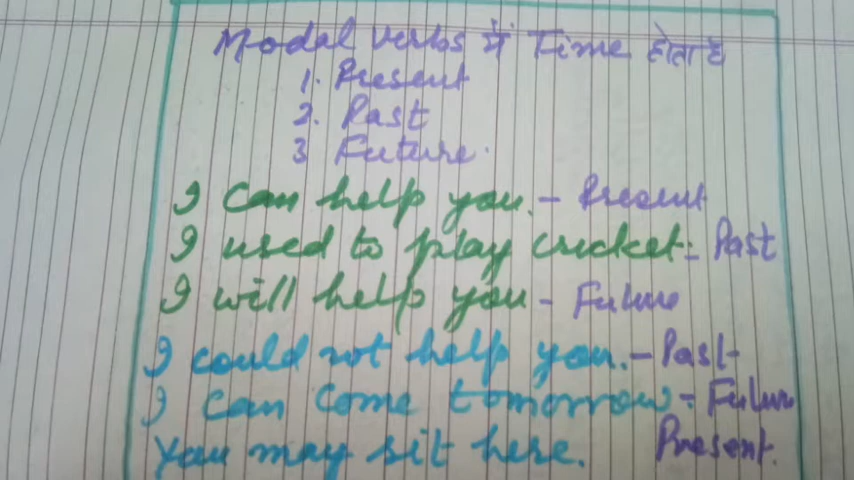 Modal verbs में Time होता है
1. Present
2. Past
3 Future.
I can help you. - Present
I used to play cricket. - Past
I will help you - Future
I could not help you. - Past
I can come tomorrow - Future
You may sit here. Present.